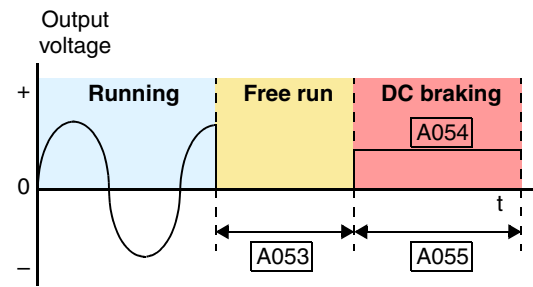 Output
voltage
+
Running
Free run
DC braking
A054
0
t
A053
A055
–